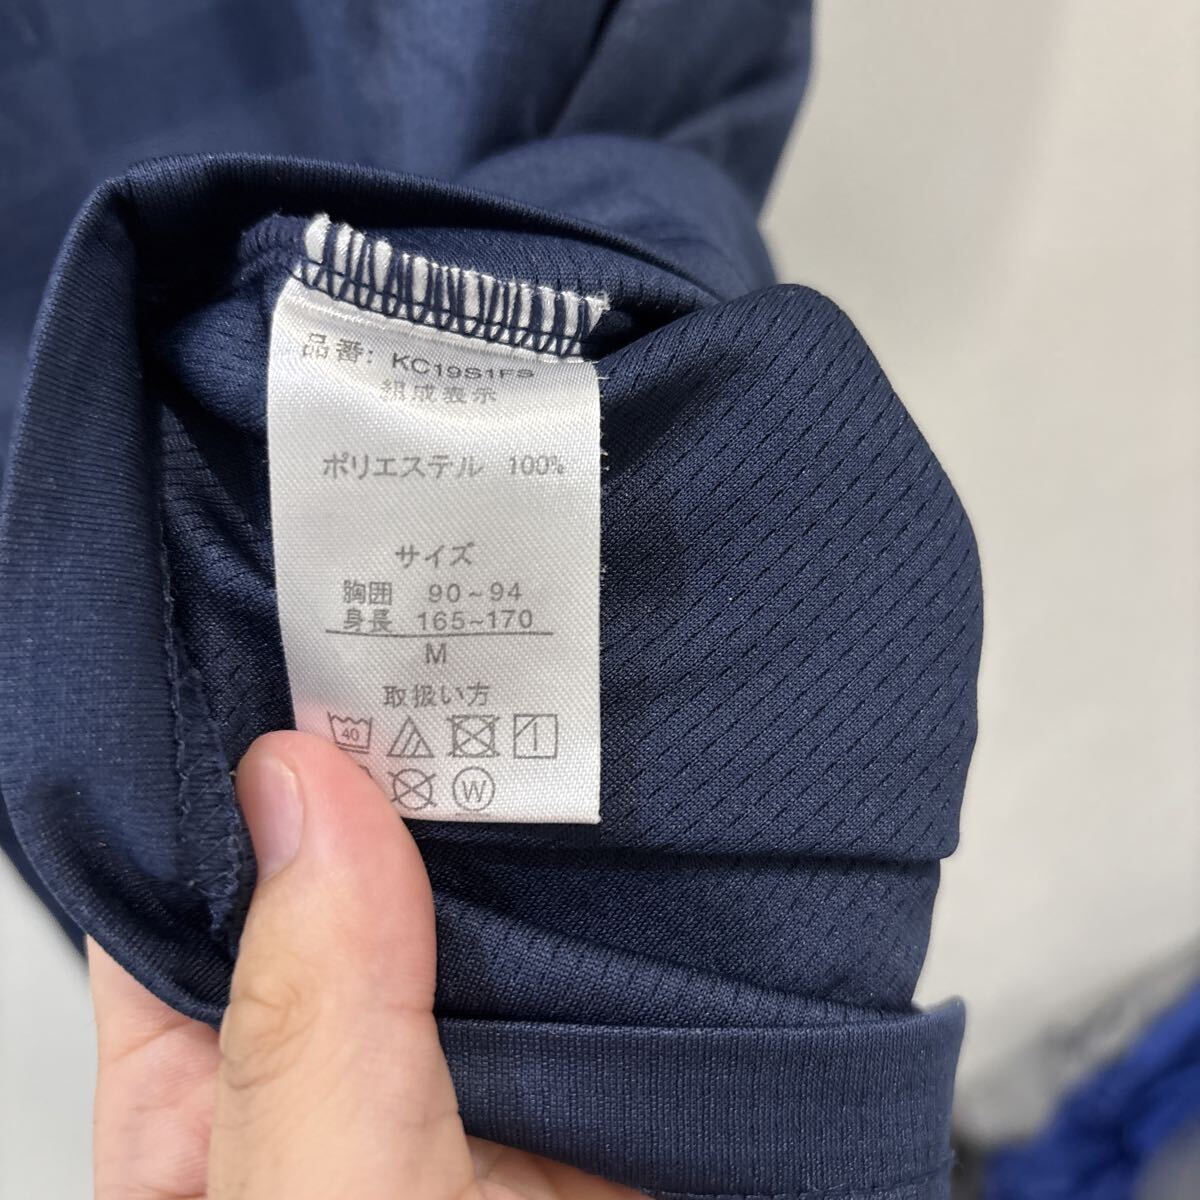 品番: KC19S1FS
組成表示
ポリエステル 100%
サイズ
胸囲 90~94
身長 165~170
M
取扱い方
40
W